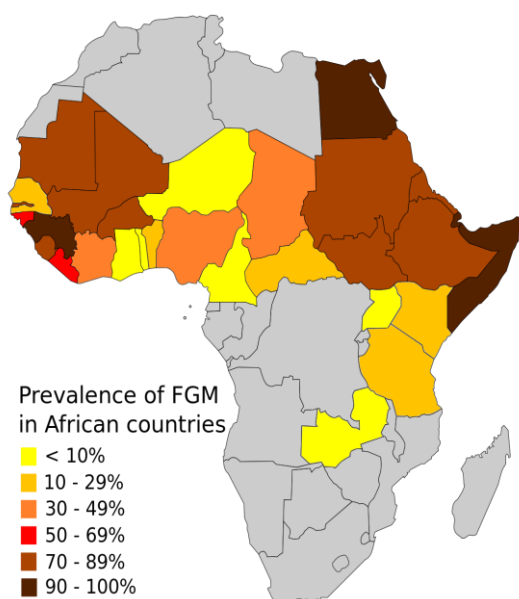 Prevalence of FGM
in African countries
< 10%
10 - 29%
30 - 49%
50 - 69%
70 - 89%
90 - 100%